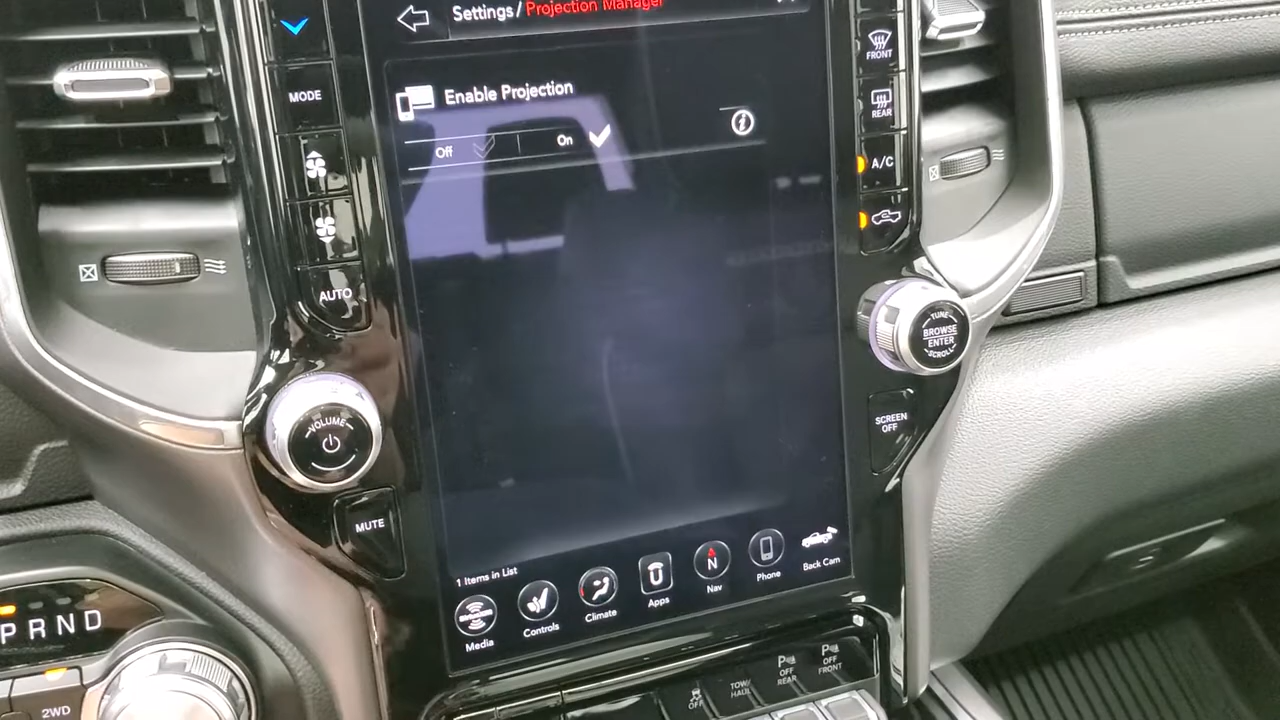 Settings / Projection Manager
Enable Projection
Off
On
1 Items in List
Media
Controls
Climate
Apps
N
Nav
Phone
Back Cam
MODE
AUTO
VOLUME
MUTE
FRONT
REAR
A/C
TUNE
BROWSE
ENTER
SCROLL
SCREEN
OFF
P R N D
2WD
OFF
TOW/
HAUL
P
OFF
REAR
P
OFF
FRONT